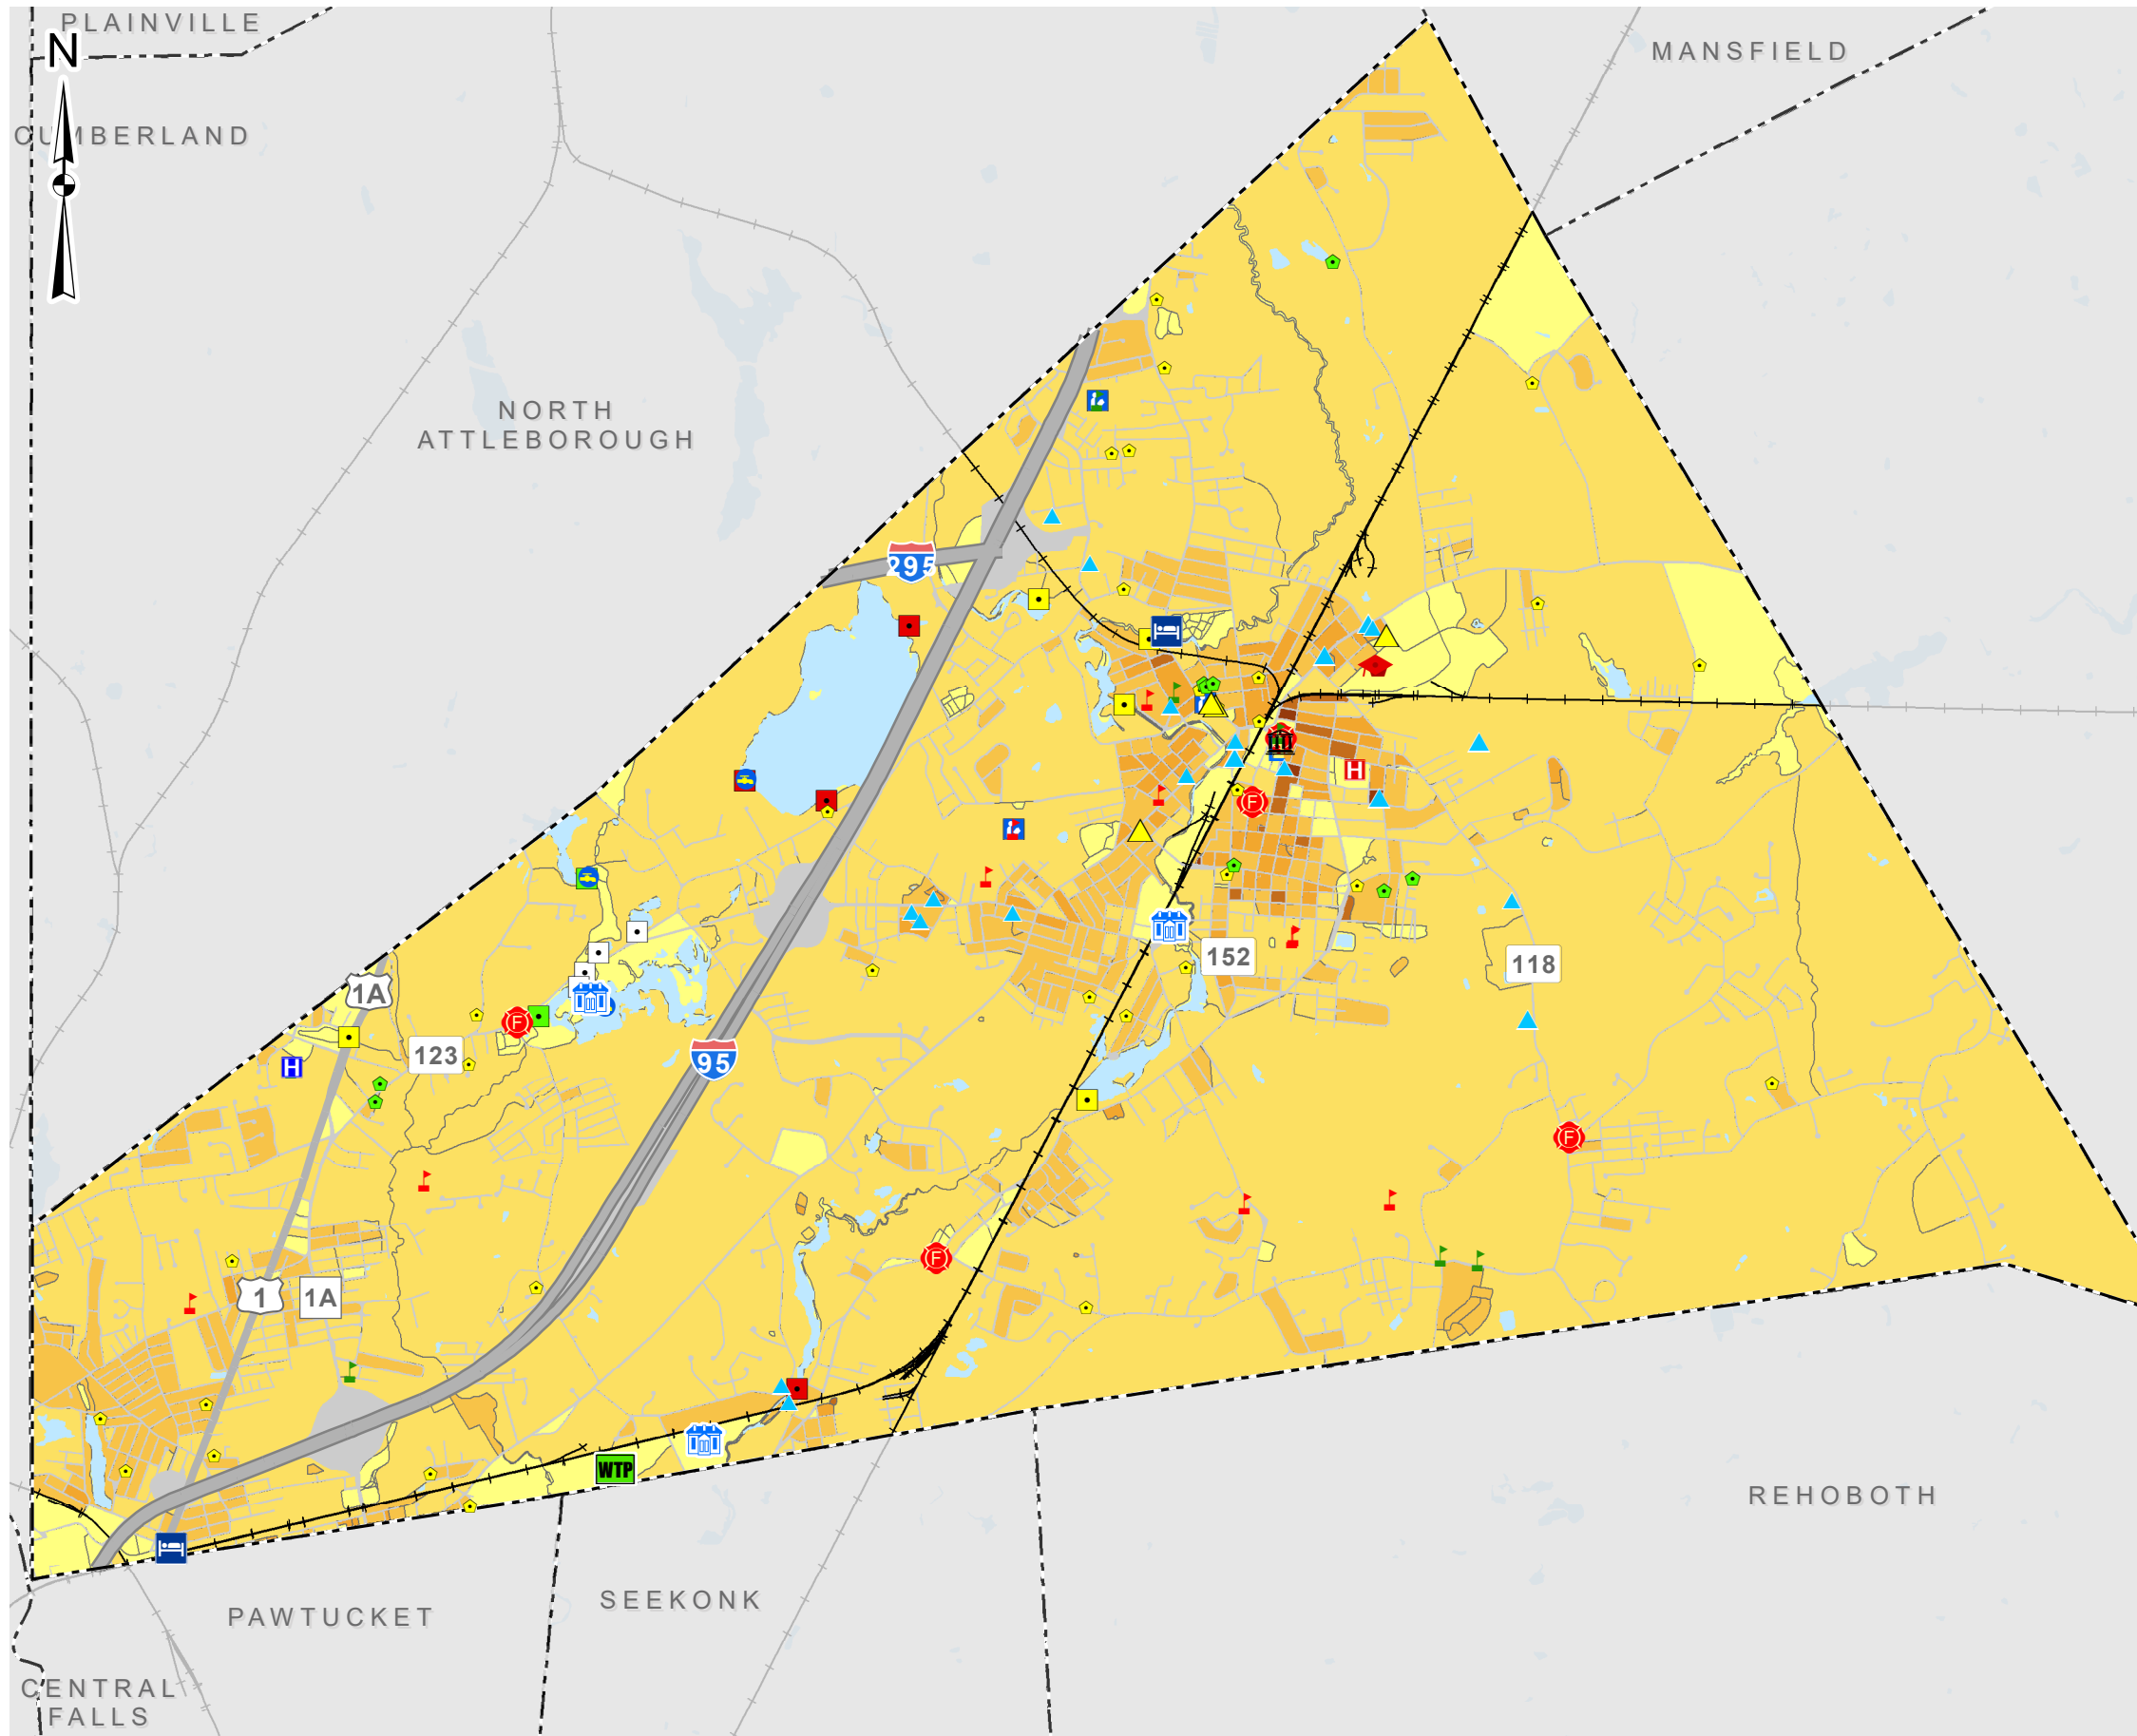 PLAINVILLE
N
MANSFIELD
CUMBERLAND
NORTH
ATTLEBOROUGH
295
H
F
152
118
1A
F
123
95
H
F
F
1
1A
WTP
REHOBOTH
SEEKONK
PAWTUCKET
CENTRAL
FALLS